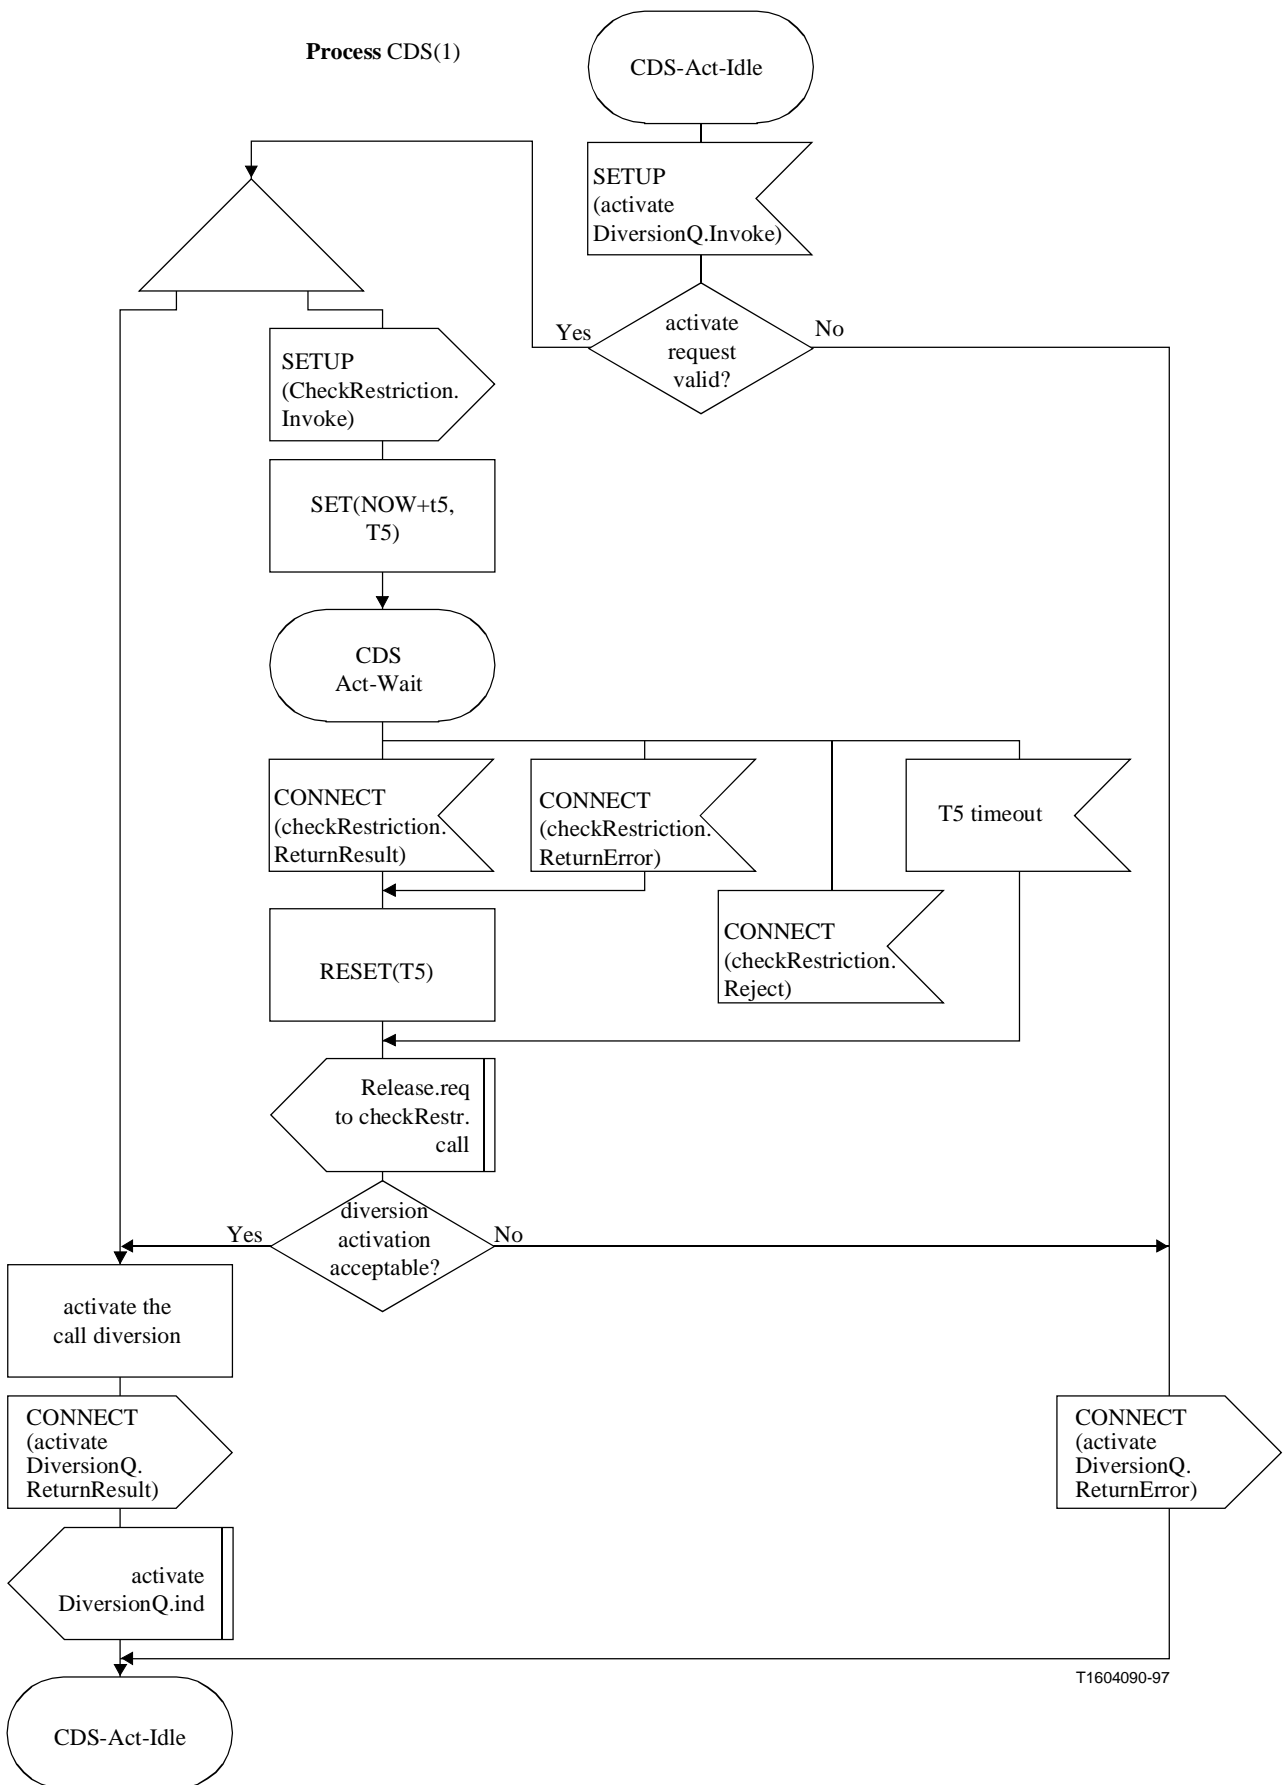 Process CDS(1)
CDS-Act-Idle
SETUP
(activate
DiversionQ.Invoke)
Yes
activate
request
valid?
No
SETUP
(CheckRestriction.
Invoke)
SET(NOW+t5,
T5)
CDS
Act-Wait
CONNECT
(checkRestriction.
ReturnResult)
CONNECT
(checkRestriction.
ReturnError)
T5 timeout
CONNECT
(checkRestriction.
Reject)
RESET(T5)
Release.req
to checkRestr.
call
Yes
diversion
activation
acceptable?
No
activate the
call diversion
CONNECT
(activate
DiversionQ.
ReturnResult)
CONNECT
(activate
DiversionQ.
ReturnError)
activate
DiversionQ.ind
T1604090-97
CDS-Act-Idle